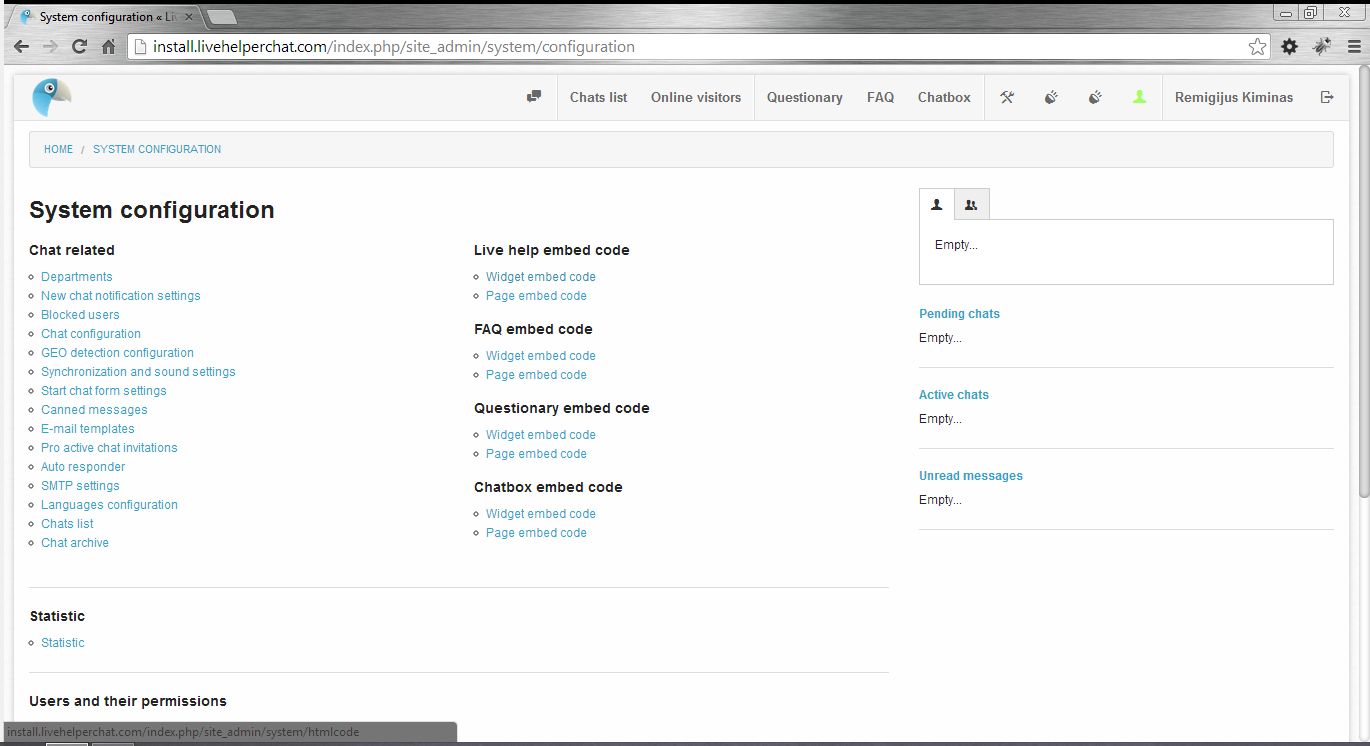 System configuration « Li
install.livehelperchat.com/index.php/site_admin/system/configuration
Chats list
Online visitors
Questionary
FAQ
Chatbox
Remigijus Kiminas
HOME / SYSTEM CONFIGURATION
System configuration
Chat related
Departments
New chat notification settings
Blocked users
Chat configuration
GEO detection configuration
Synchronization and sound settings
Start chat form settings
Canned messages
E-mail templates
Pro active chat invitations
Auto responder
SMTP settings
Languages configuration
Chats list
Chat archive
Live help embed code
Widget embed code
Page embed code
FAQ embed code
Widget embed code
Page embed code
Questionary embed code
Widget embed code
Page embed code
Chatbox embed code
Widget embed code
Page embed code
Statistic
Statistic
Users and their permissions
Empty...
Pending chats
Empty...
Active chats
Empty...
Unread messages
Empty...
install.livehelperchat.com/index.php/site_admin/system/htmlcode